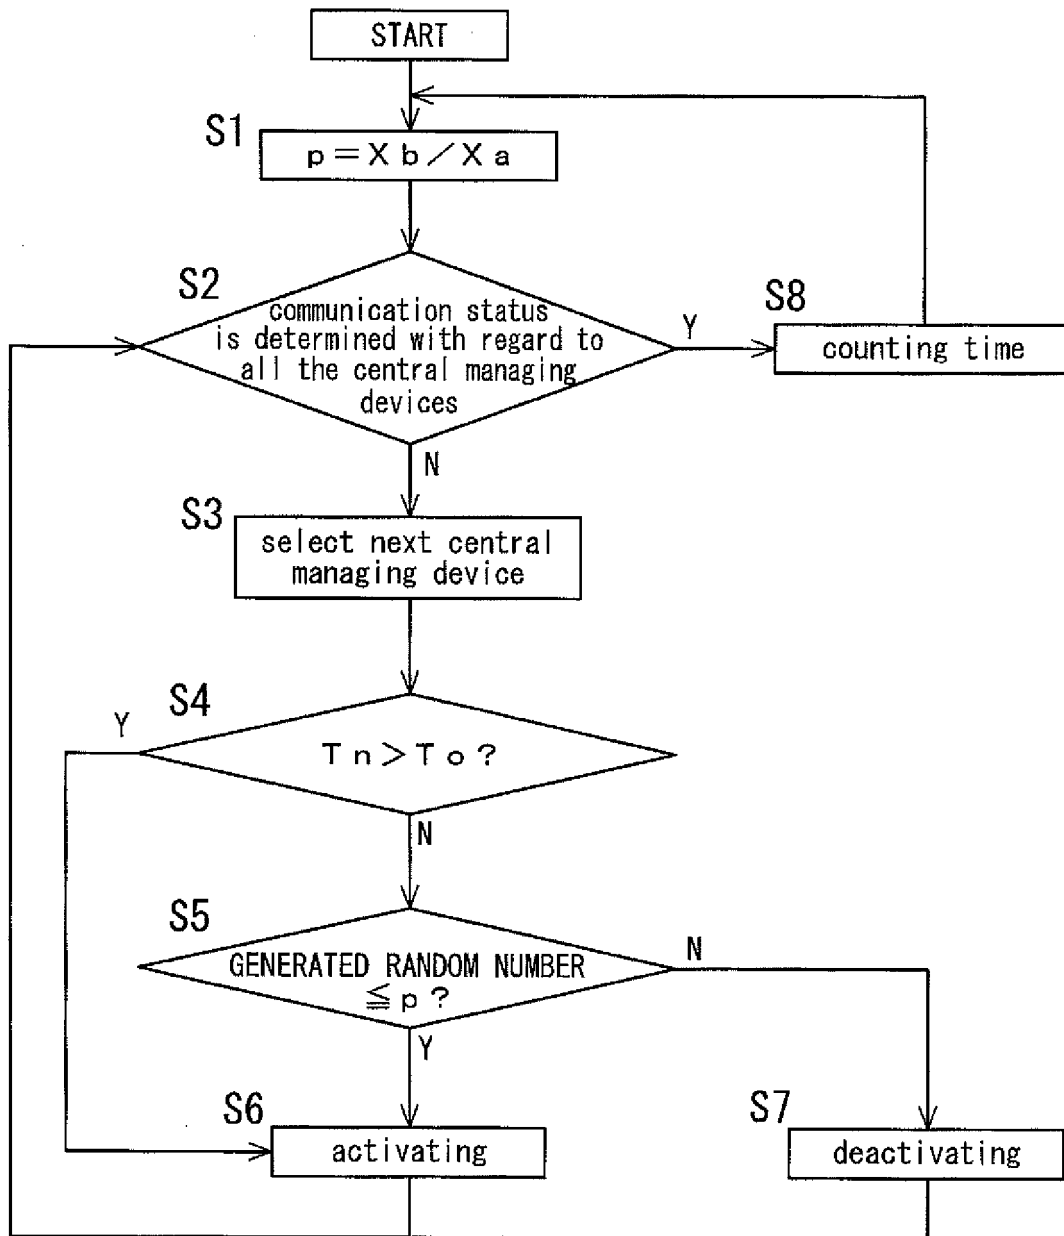 START
S1
p＝Xb／Xa
S2
communication status
is determined with regard to
all the central managing
devices
Y
S8
counting time
N
S3
select next central
managing device
S4
Y
Tn＞To？
N
S5
GENERATED RANDOM NUMBER
≦p？
N
Y
S6
activating
S7
deactivating